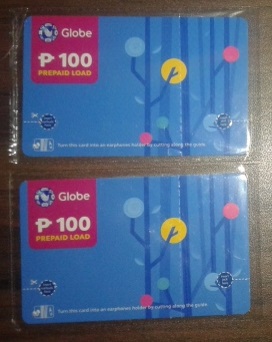 Globe
₱ 100
PREPAID LOAD
Turn this card into an earphones holder by cutting along the guide.
Globe
₱ 100
PREPAID LOAD
Turn this card into an earphones holder by cutting along the guide.